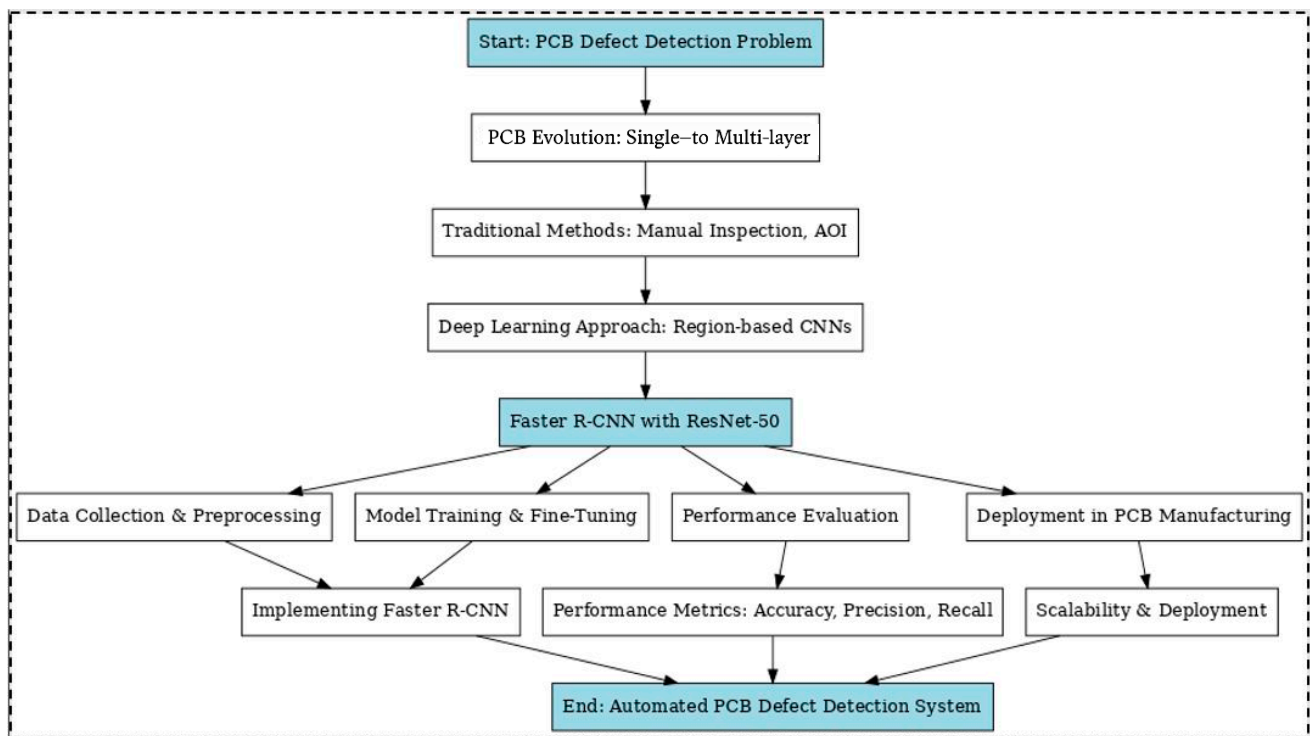 Start: PCB Defect Detection Problem
PCB Evolution: Single–to Multi-layer
Traditional Methods: Manual Inspection, AOI
Deep Learning Approach: Region-based CNNs
Faster R-CNN with ResNet-50
Data Collection & Preprocessing
Model Training & Fine-Tuning
Performance Evaluation
Deployment in PCB Manufacturing
Implementing Faster R-CNN
Performance Metrics: Accuracy, Precision, Recall
Scalability & Deployment
End: Automated PCB Defect Detection System